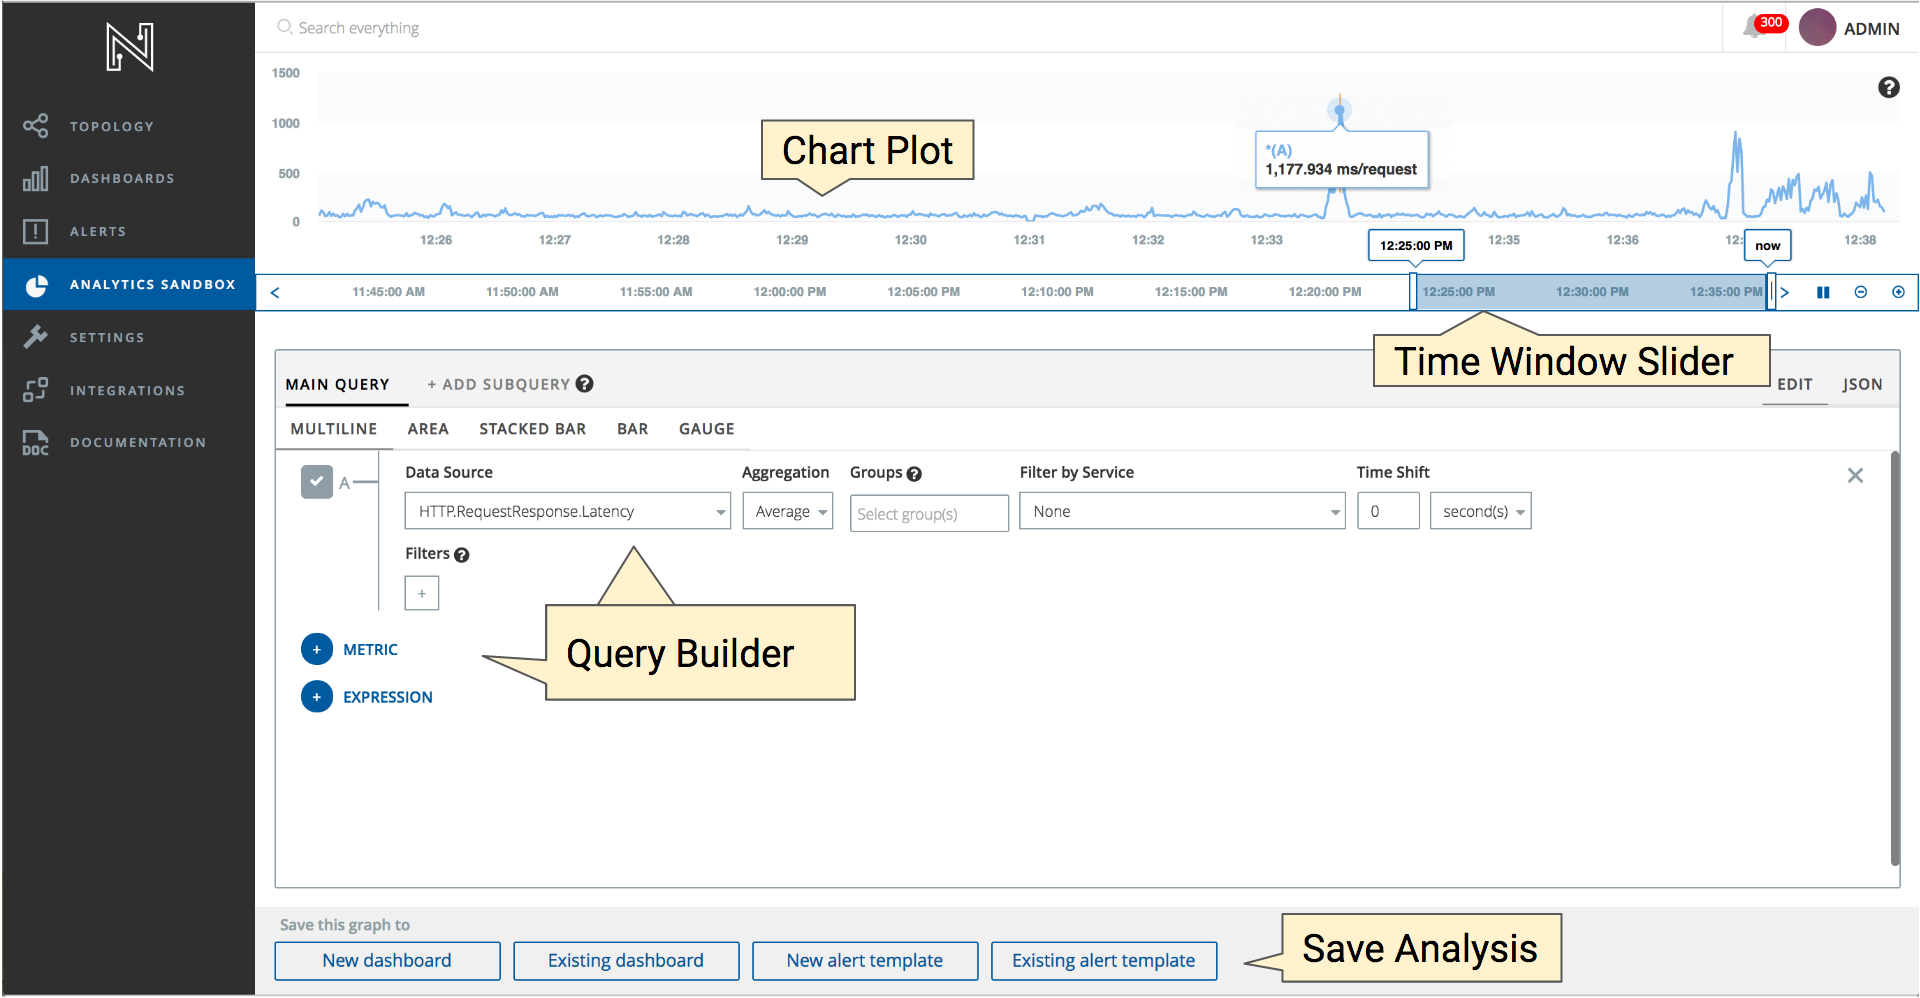 Search everything
300
ADMIN
TOPOLOGY
DASHBOARDS
ALERTS
ANALYTICS SANDBOX
SETTINGS
INTEGRATIONS
DOC
DOCUMENTATION
1500
1000
500
0
?
Chart Plot
*(A)
1,177.934 ms/request
12:26 12:27 12:28 12:29 12:30 12:31 12:32 12:33 12:35 12:36 12: 12:38
12:25:00 PM
now
11:45:00 AM 11:50:00 AM 11:55:00 AM 12:00:00 PM 12:05:00 PM 12:10:00 PM 12:15:00 PM 12:20:00 PM 12:25:00 PM 12:30:00 PM 12:35:00 PM
Time Window Slider
MAIN QUERY + ADD SUBQUERY ? EDIT JSON
MULTILINE AREA STACKED BAR BAR GAUGE
A
Data Source Aggregation Groups ? Filter by Service Time Shift
HTTP.RequestResponse.Latency Average Select group(s) None 0 second(s)
Filters ?
+
Query Builder
+ METRIC
+ EXPRESSION
Save this graph to
New dashboard Existing dashboard New alert template Existing alert template
Save Analysis